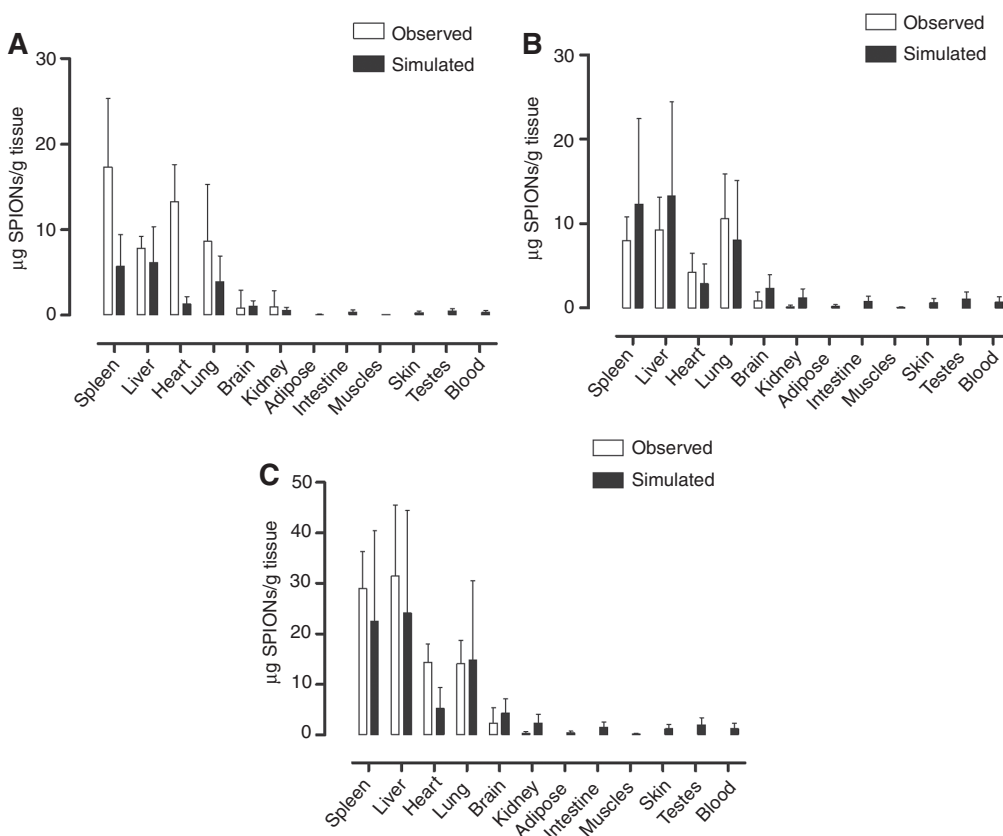 A
Observed
Simulated
µg SPIONs/g tissue
30
20
10
0
Spleen
Liver
Heart
Lung
Brain
Kidney
Adipose
Intestine
Muscles
Skin
Testes
Blood
B
Observed
Simulated
µg SPIONs/g tissue
30
20
10
0
Spleen
Liver
Heart
Lung
Brain
Kidney
Adipose
Intestine
Muscles
Skin
Testes
Blood
C
Observed
Simulated
µg SPIONs/g tissue
50
40
30
20
10
0
Spleen
Liver
Heart
Lung
Brain
Kidney
Adipose
Intestine
Muscles
Skin
Testes
Blood